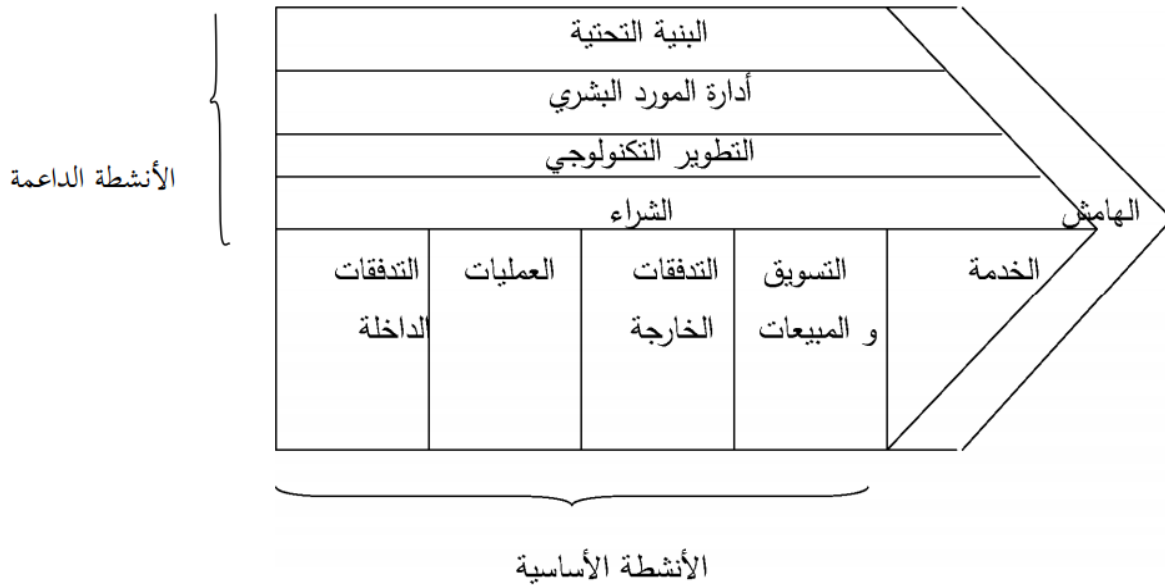 البنية التحتية
أدارة المورد البشري
التطوير التكنولوجي
الشراء
الهامش
الأنشطة الداعمة
الخدمة
التسويق
و المبيعات
التدفقات
الخارجة
العمليات
التدفقات
الداخلة
الأنشطة الأساسية